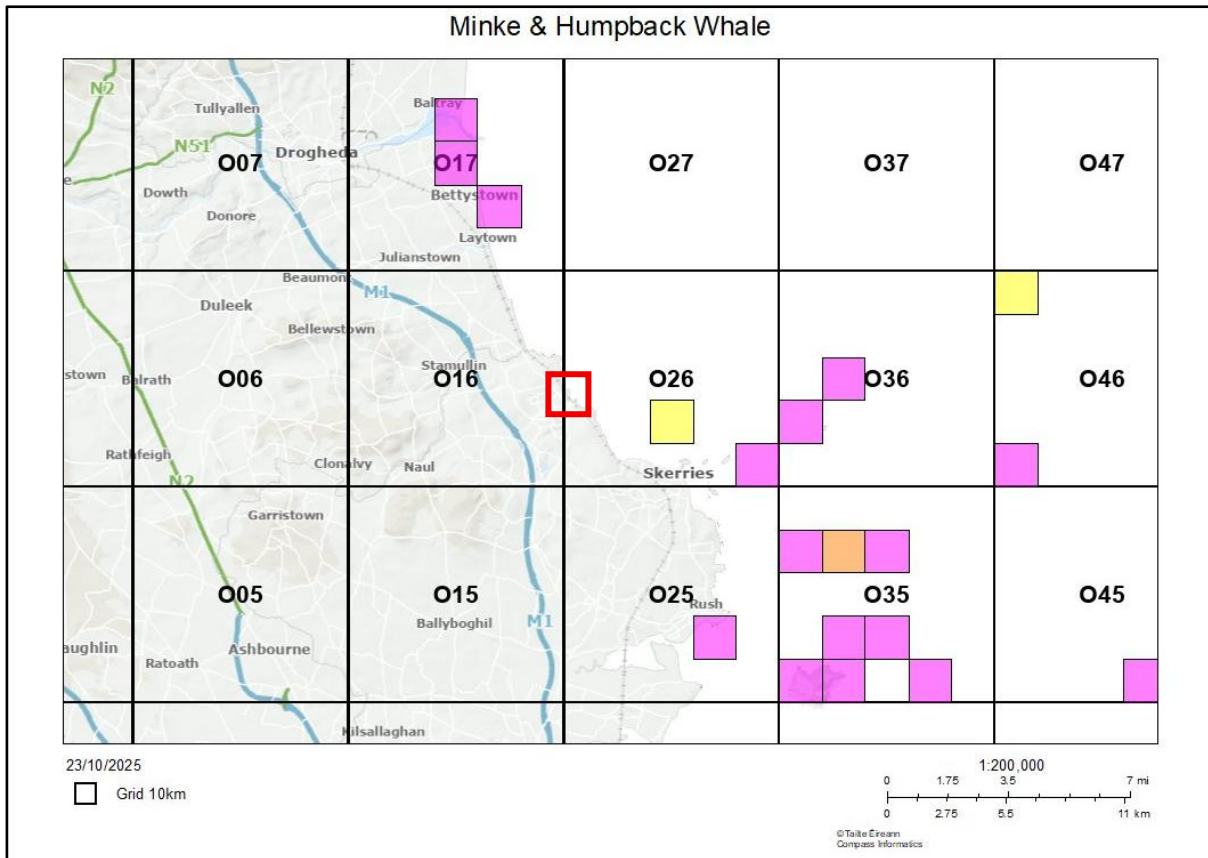 Minke & Humpback Whale
N2
Tullyallen
Baltray
N51
Drogheda
O07
O17
O27
O37
O47
e
Dowth
Bettystown
Donore
Laytown
Julianstown
Beaumont
M1
Duleek
Bellewstown
Stamullin
stown
Balrath
O06
O16
O26
O36
O46
Rathfeigh
Clonalvy
Naul
Skerries
N2
Garristown
O05
O15
O25
O35
O45
Rush
Ballyboghil
M1
aughlin
Ratoath
Ashbourne
Kilsallaghan
23/10/2025
Grid 10km
1:200,000
0 1.75 3.5 7 mi
0 2.75 5.5 11 km
©Tailte Éireann
Compass Informatics